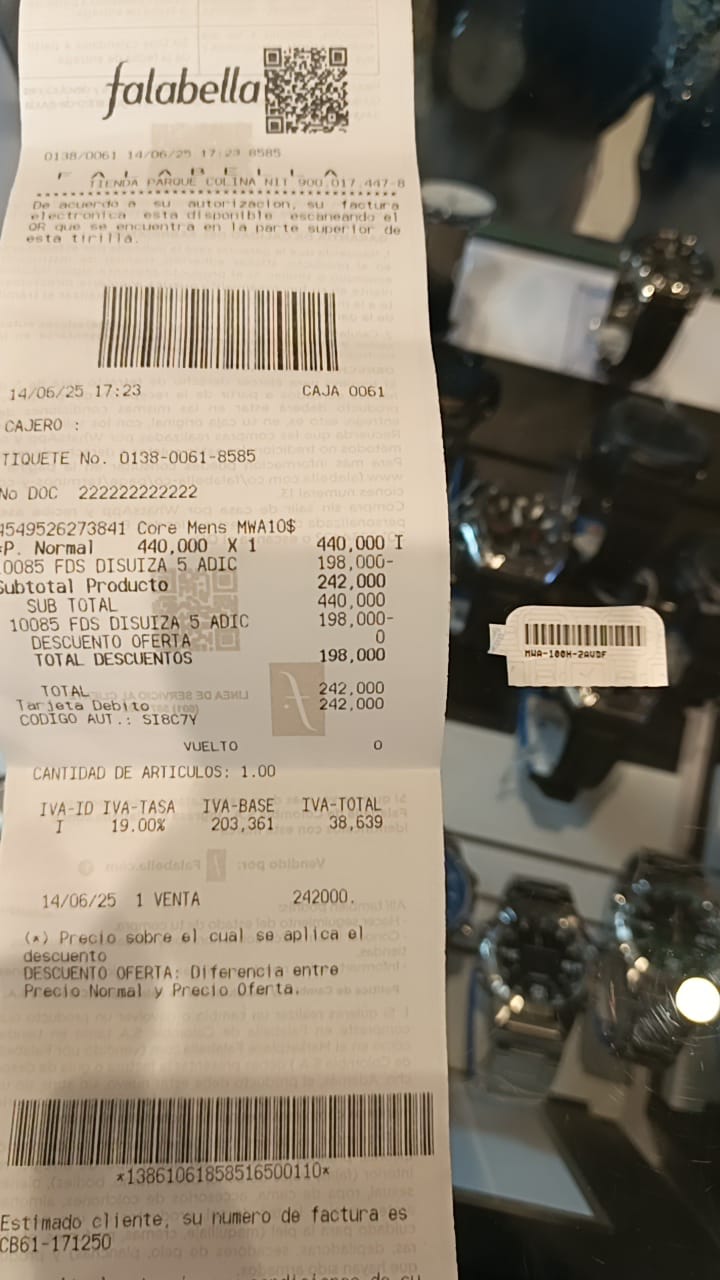 falabella
0138/0061 14/06/25 17:23 8585
F A L A B E L L A
TIENDA PARQUE COLINA NIT 900.017.447-8
De acuerdo a su autorizacion, su factura
electronica esta disponible escaneando el
QR que se encuentra en la parte superior de
esta tirilla.
14/06/25 17:23 CAJA 0061
CAJERO :
TIQUETE No. 0138-0061-8585
No DOC 222222222222
4549526273841 Core Mens MWA10$
*P. Normal 440,000 X 1 440,000 I
10085 FDS DISUIZA 5 ADIC 198,000-
Subtotal Producto 242,000
SUB TOTAL 440,000
10085 FDS DISUIZA 5 ADIC 198,000-
DESCUENTO OFERTA 0
TOTAL DESCUENTOS 198,000
TOTAL 242,000
Tarjeta Debito 242,000
CODIGO AUT.: SI8C7Y
VUELTO 0
CANTIDAD DE ARTICULOS: 1.00
IVA-ID IVA-TASA IVA-BASE IVA-TOTAL
I 19.00% 203,361 38,639
14/06/25 1 VENTA 242000.
(*) Precio sobre el cual se aplica el
descuento
DESCUENTO OFERTA: Diferencia entre
Precio Normal y Precio Oferta.
*13861061858516500110*
Estimado cliente, su numero de factura es
CB61-171250
MWA-100H-2AVDF